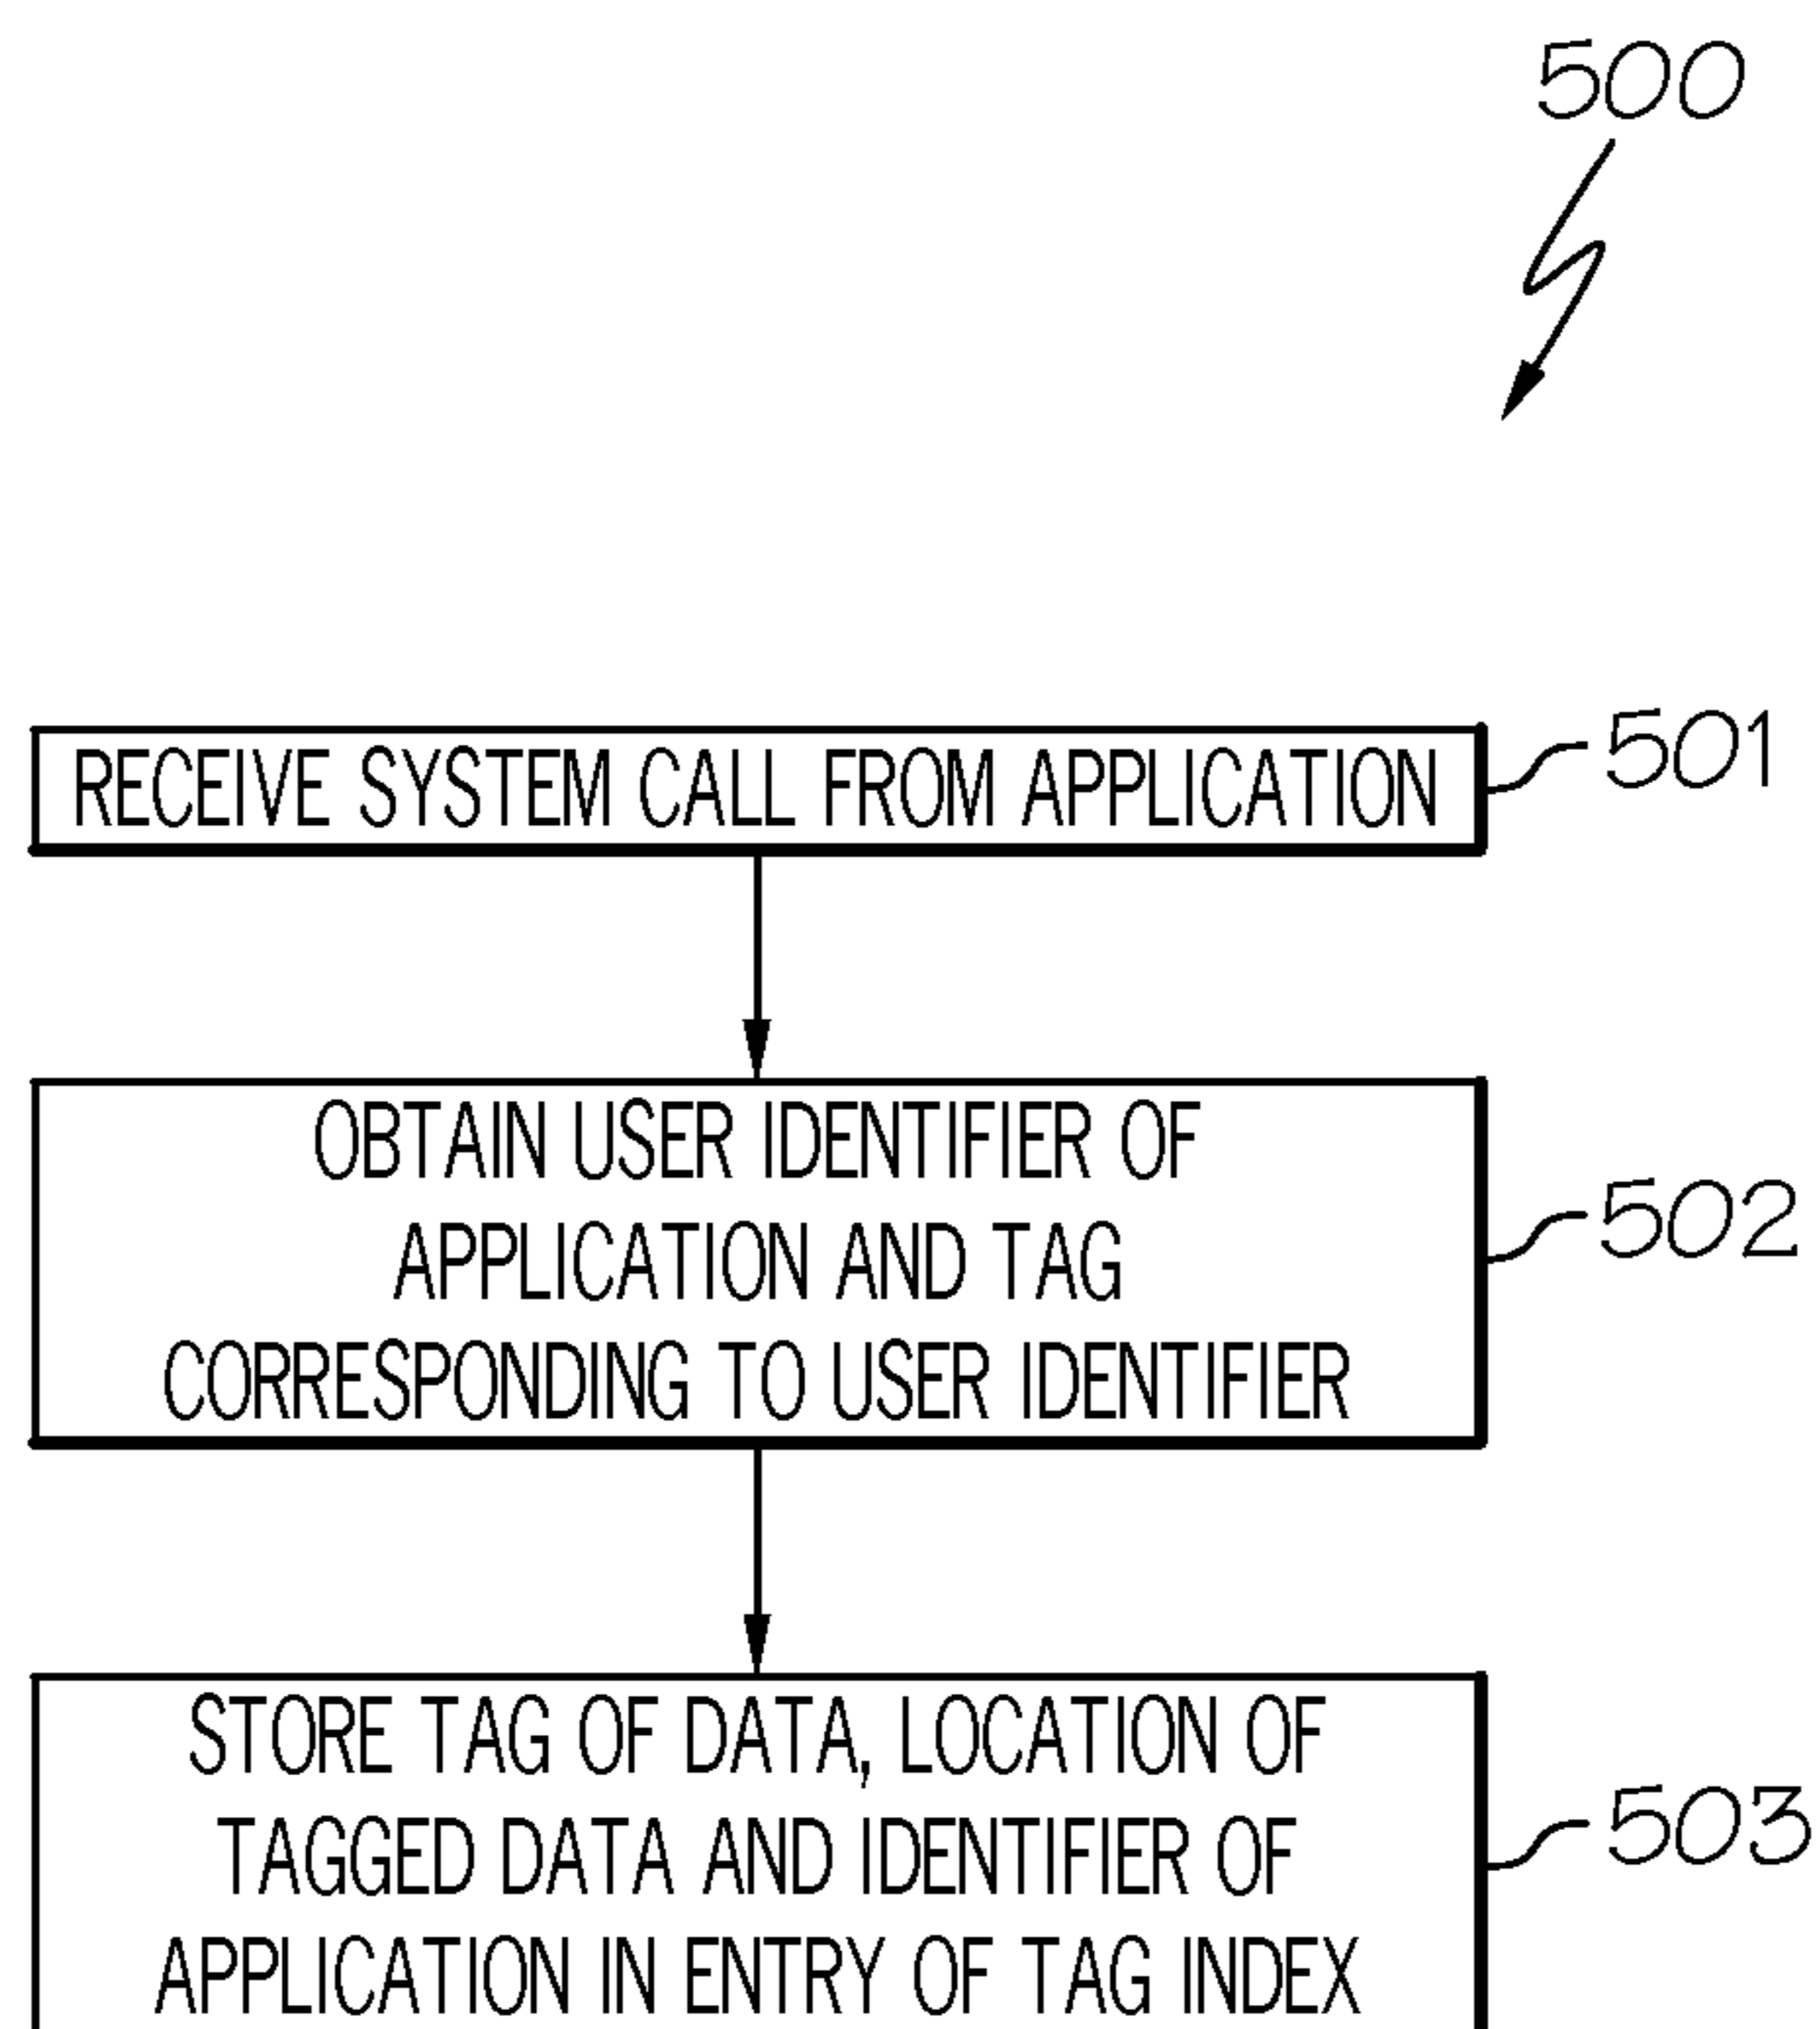 500
RECEIVE SYSTEM CALL FROM APPLICATION
501
OBTAIN USER IDENTIFIER OF
APPLICATION AND TAG
CORRESPONDING TO USER IDENTIFIER
502
STORE TAG OF DATA, LOCATION OF
TAGGED DATA AND IDENTIFIER OF
APPLICATION IN ENTRY OF TAG INDEX
503